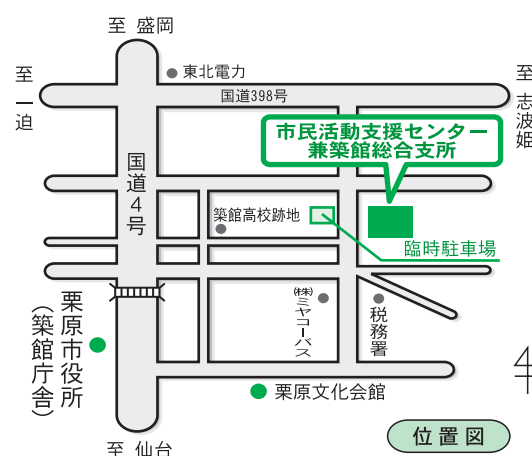 至 盛岡
東北電力
国道398号
至 一迫
至 志波姫
市民活動支援センター
兼築館総合支所
国道4号
築館高校跡地
臨時駐車場
(株)ミヤコーバス
税務署
栗原市役所
(築館庁舎)
栗原文化会館
位置図
至 仙台